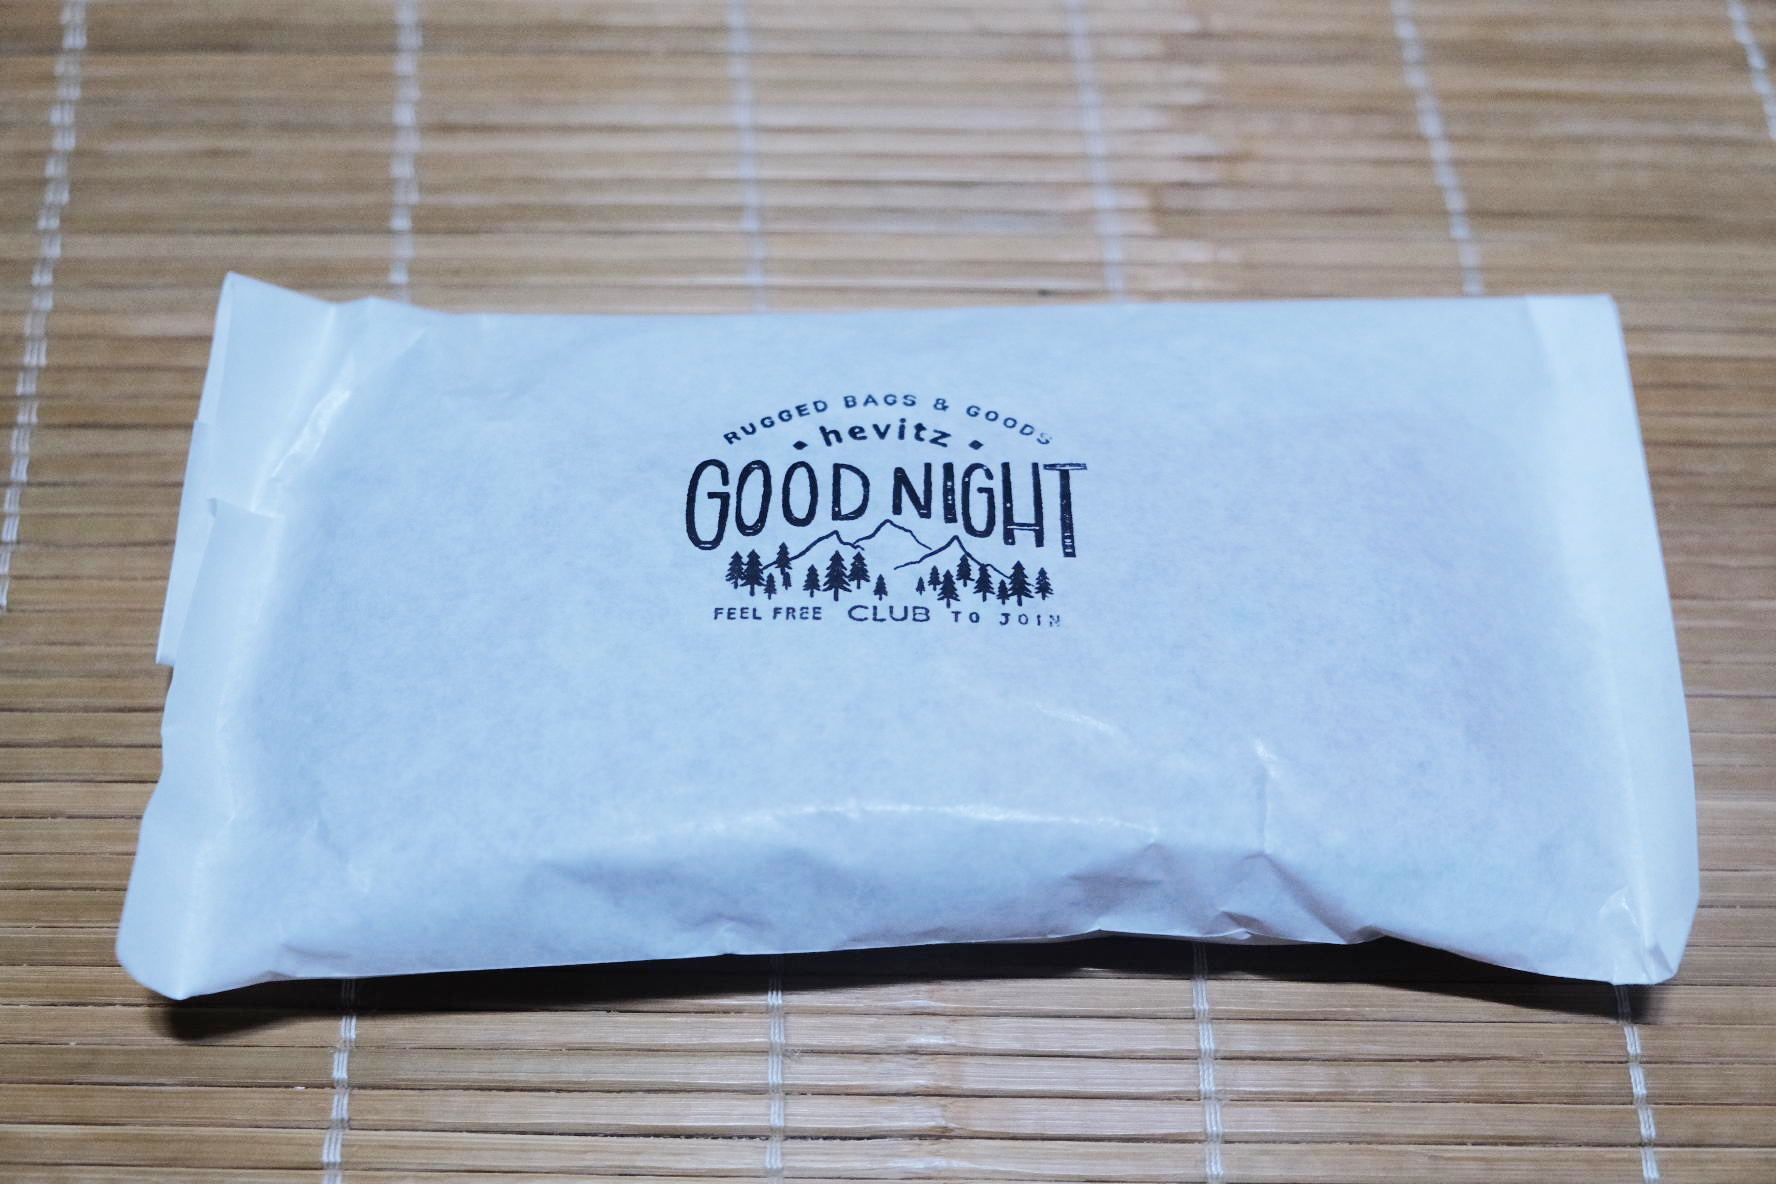 RUGGED BAGS & GOODS
• hevitz •
GOOD NIGHT
FEEL FREE CLUB TO JOIN